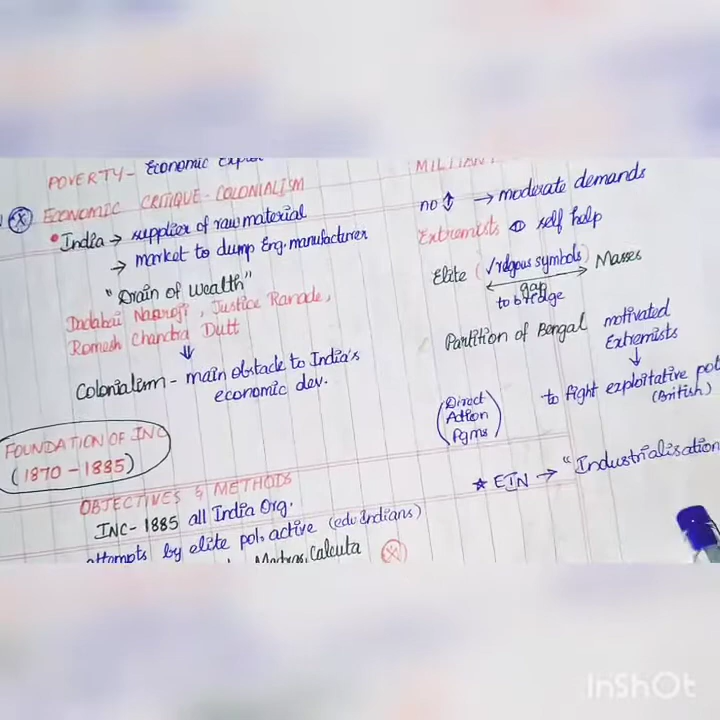 POVERTY - Economic
ECONOMIC CRITIQUE - COLONIALISM
• India → supplier of raw material
→ market to dump Eng. manufacturer
"Drain of Wealth"
Dadabai Naoroji, Justice Ranade,
Romesh Chandra Dutt
↓
Colonialism - main obstacle to India's
economic dev.
FOUNDATION OF INC
(1870 - 1885)
OBJECTIVES & METHODS
INC - 1885 all India Org.
attempts by elite pol. active (edu Indians)
Madras, Calcuta
no ↕ → moderate demands
Extremists ⇔ self help
Elite (√relgous symbols) Masses
gap
to bridge
Partition of Bengal motivated
Extremists
↓
to fight exploitative pol
(British)
(Direct
Action
Pgms)
★ EIN → "Industrialisation
InShOt